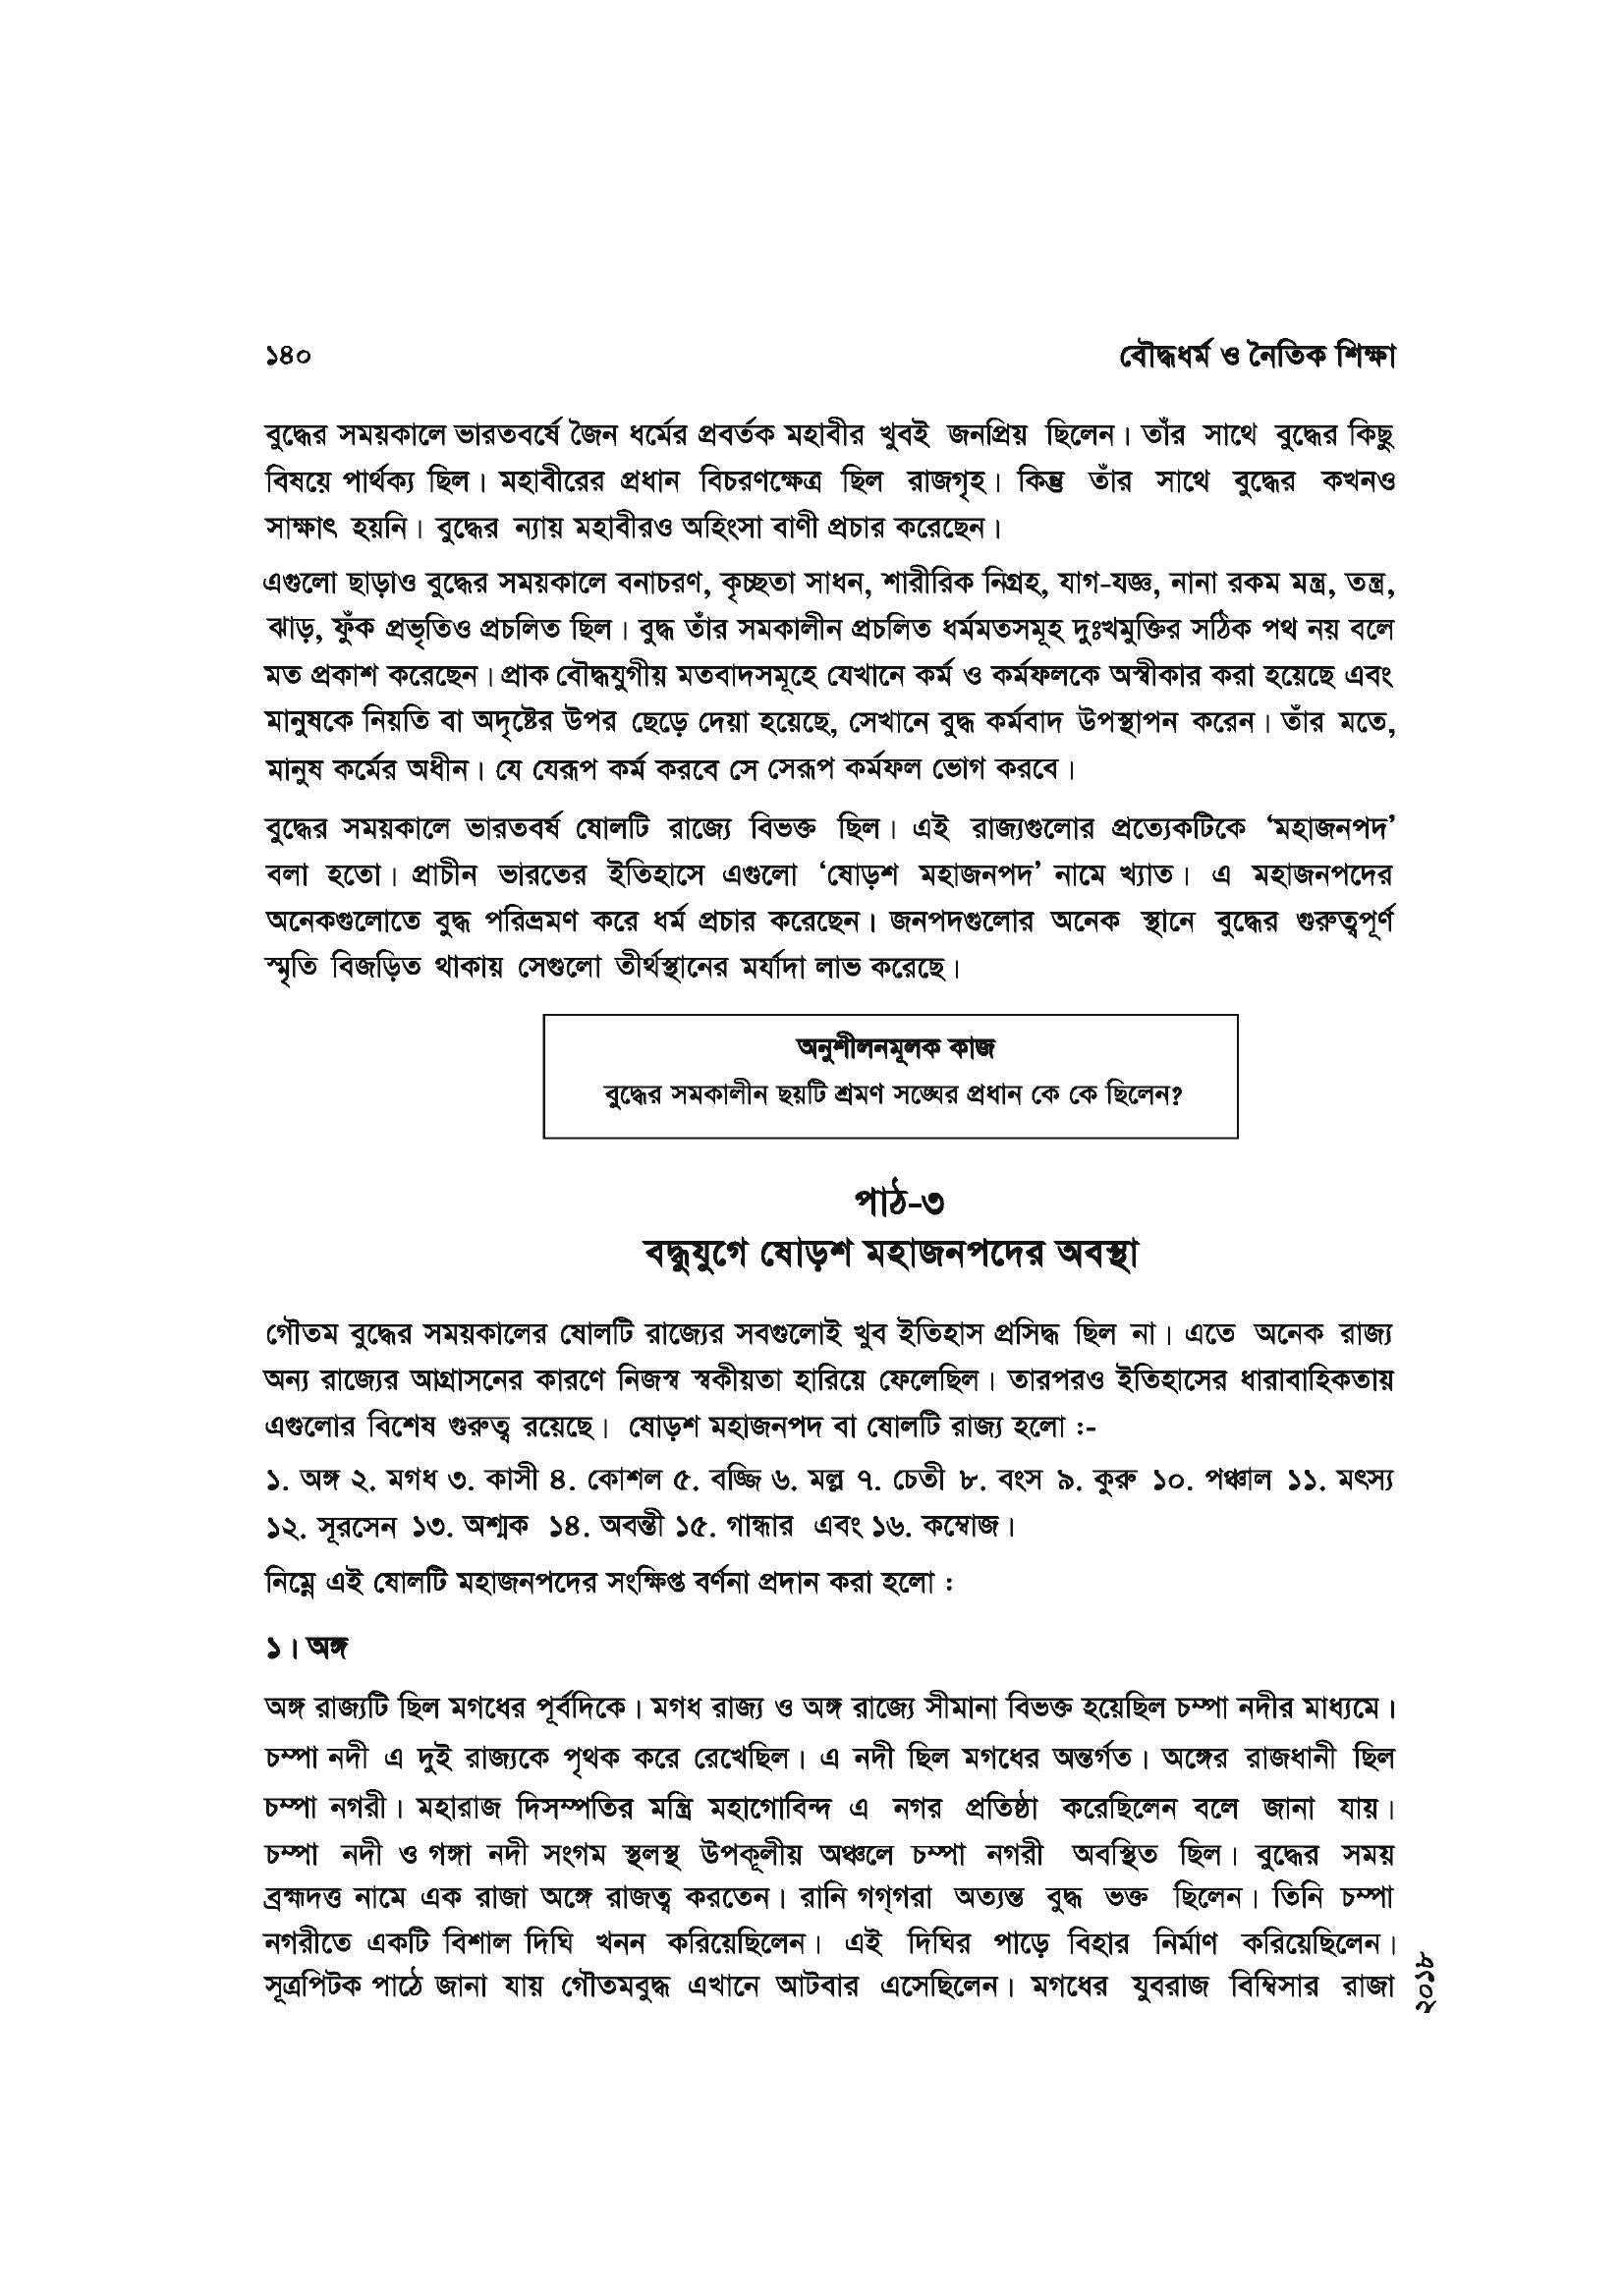 ১৪০
বৌদ্ধধর্ম ও নৈতিক শিক্ষা
বুদ্ধের সময়কালে ভারতবর্ষে জৈন ধর্মের প্রবর্তক মহাবীর খুবই জনপ্রিয় ছিলেন। তাঁর সাথে বুদ্ধের কিছু
বিষয়ে পার্থক্য ছিল। মহাবীরের প্রধান বিচরণক্ষেত্র ছিল রাজগৃহ। কিন্তু তাঁর সাথে বুদ্ধের কখনও
সাক্ষাৎ হয়নি। বুদ্ধের ন্যায় মহাবীরও অহিংসা বাণী প্রচার করেছেন।
এগুলো ছাড়াও বুদ্ধের সময়কালে বনাচরণ, কৃচ্ছতা সাধন, শারীরিক নিগ্রহ, যাগ-যজ্ঞ, নানা রকম মন্ত্র, তন্ত্র,
ঝাড়, ফুঁক প্রভৃতিও প্রচলিত ছিল। বুদ্ধ তাঁর সমকালীন প্রচলিত ধর্মমতসমূহ দুঃখমুক্তির সঠিক পথ নয় বলে
মত প্রকাশ করেছেন। প্রাক বৌদ্ধযুগীয় মতবাদসমূহে যেখানে কর্ম ও কর্মফলকে অস্বীকার করা হয়েছে এবং
মানুষকে নিয়তি বা অদৃষ্টের উপর ছেড়ে দেয়া হয়েছে, সেখানে বুদ্ধ কর্মবাদ উপস্থাপন করেন। তাঁর মতে,
মানুষ কর্মের অধীন। যে যেরূপ কর্ম করবে সে সেরূপ কর্মফল ভোগ করবে।
বুদ্ধের সময়কালে ভারতবর্ষ ষোলটি রাজ্যে বিভক্ত ছিল। এই রাজ্যগুলোর প্রত্যেকটিকে ‘মহাজনপদ’
বলা হতো। প্রাচীন ভারতের ইতিহাসে এগুলো ‘ষোড়শ মহাজনপদ’ নামে খ্যাত। এ মহাজনপদের
অনেকগুলোতে বুদ্ধ পরিভ্রমণ করে ধর্ম প্রচার করেছেন। জনপদগুলোর অনেক স্থানে বুদ্ধের গুরুত্বপূর্ণ
স্মৃতি বিজড়িত থাকায় সেগুলো তীর্থস্থানের মর্যাদা লাভ করেছে।
অনুশীলনমূলক কাজ
বুদ্ধের সমকালীন ছয়টি শ্রমণ সঙ্ঘের প্রধান কে কে ছিলেন?
পাঠ-৩
বদ্ধুযুগে ষোড়শ মহাজনপদের অবস্থা
গৌতম বুদ্ধের সময়কালের ষোলটি রাজ্যের সবগুলোই খুব ইতিহাস প্রসিদ্ধ ছিল না। এতে অনেক রাজ্য
অন্য রাজ্যের আগ্রাসনের কারণে নিজস্ব স্বকীয়তা হারিয়ে ফেলেছিল। তারপরও ইতিহাসের ধারাবাহিকতায়
এগুলোর বিশেষ গুরুত্ব রয়েছে। ষোড়শ মহাজনপদ বা ষোলটি রাজ্য হলো :-
১. অঙ্গ ২. মগধ ৩. কাসী ৪. কোশল ৫. বজ্জি ৬. মল্ল ৭. চেতী ৮. বংস ৯. কুরু ১০. পঞ্চাল ১১. মৎস্য
১২. সূরসেন ১৩. অশ্মক ১৪. অবন্তী ১৫. গান্ধার এবং ১৬. কম্বোজ।
নিম্নে এই ষোলটি মহাজনপদের সংক্ষিপ্ত বর্ণনা প্রদান করা হলো :
১। অঙ্গ
অঙ্গ রাজ্যটি ছিল মগধের পূর্বদিকে। মগধ রাজ্য ও অঙ্গ রাজ্যে সীমানা বিভক্ত হয়েছিল চম্পা নদীর মাধ্যমে।
চম্পা নদী এ দুই রাজ্যকে পৃথক করে রেখেছিল। এ নদী ছিল মগধের অন্তর্গত। অঙ্গের রাজধানী ছিল
চম্পা নগরী। মহারাজ দিসম্পতির মন্ত্রি মহাগোবিন্দ এ নগর প্রতিষ্ঠা করেছিলেন বলে জানা যায়।
চম্পা নদী ও গঙ্গা নদী সংগম স্থলস্থ উপকূলীয় অঞ্চলে চম্পা নগরী অবস্থিত ছিল। বুদ্ধের সময়
ব্রহ্মদত্ত নামে এক রাজা অঙ্গে রাজত্ব করতেন। রানি গগ্‌গরা অত্যন্ত বুদ্ধ ভক্ত ছিলেন। তিনি চম্পা
নগরীতে একটি বিশাল দিঘি খনন করিয়েছিলেন। এই দিঘির পাড়ে বিহার নির্মাণ করিয়েছিলেন।
সূত্রপিটক পাঠে জানা যায় গৌতমবুদ্ধ এখানে আটবার এসেছিলেন। মগধের যুবরাজ বিম্বিসার রাজা
২০১৮